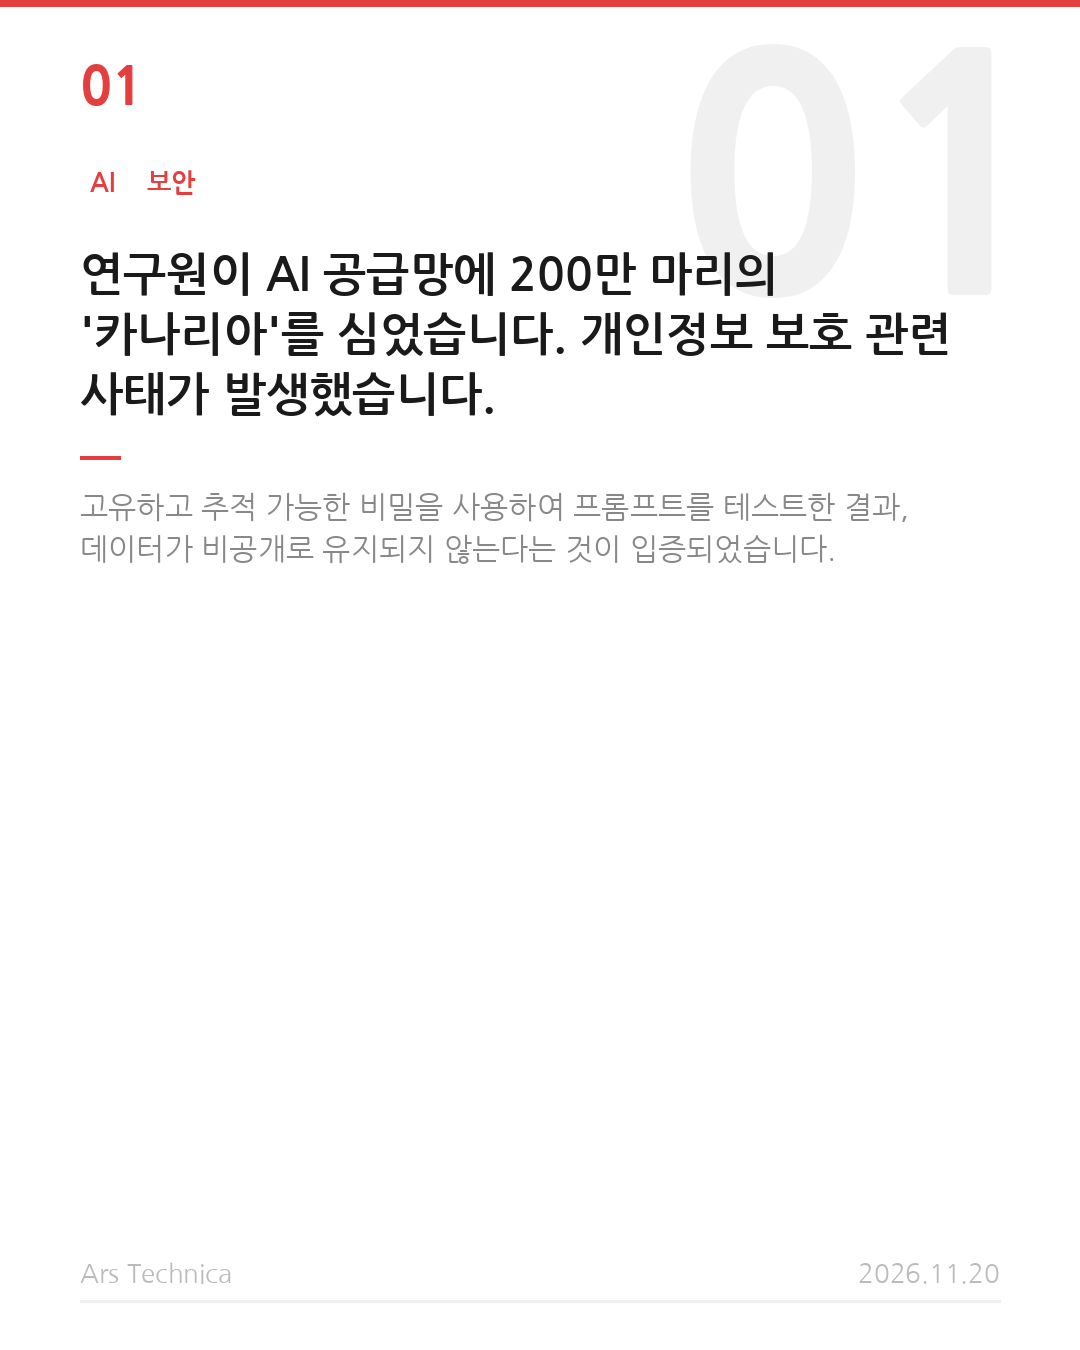 01
01
AI 보안
연구원이 AI 공급망에 200만 마리의
'카나리아'를 심었습니다. 개인정보 보호 관련
사태가 발생했습니다.
고유하고 추적 가능한 비밀을 사용하여 프롬프트를 테스트한 결과,
데이터가 비공개로 유지되지 않는다는 것이 입증되었습니다.
Ars Technica 2026.11.20